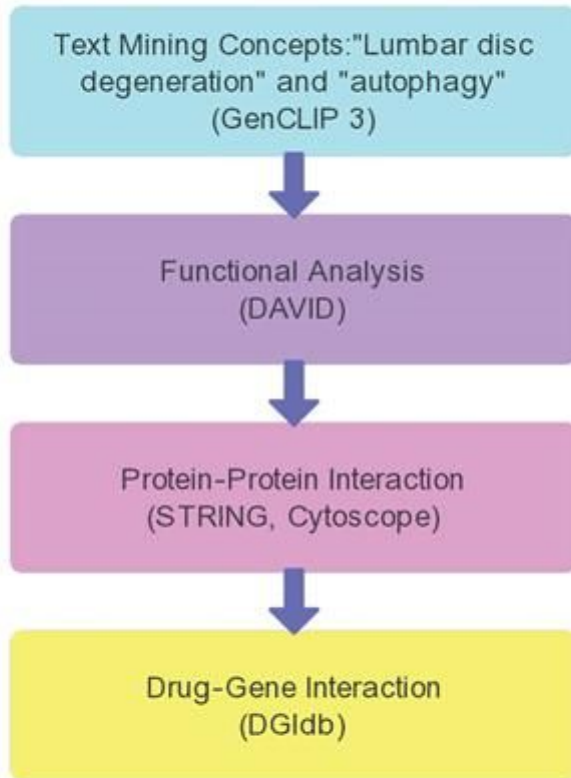 Text Mining Concepts:"Lumbar disc
degeneration" and "autophagy"
(GenCLIP 3)
Functional Analysis
(DAVID)
Protein-Protein Interaction
(STRING, Cytoscope)
Drug-Gene Interaction
(DGIdb)